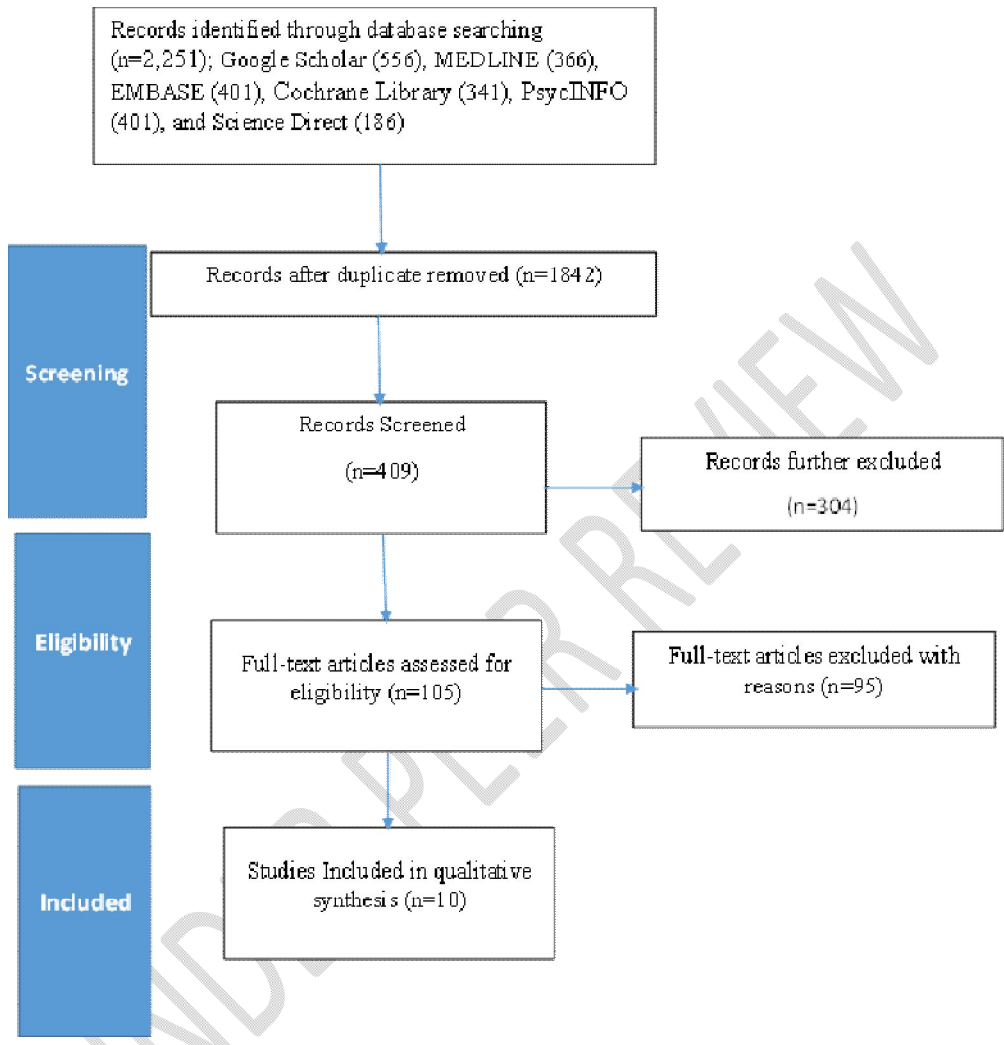 Records identified through database searching
(n=2,251); Google Scholar (556), MEDLINE (366),
EMBASE (401), Cochrane Library (341), PsycINFO
(401), and Science Direct (186)
Screening
Records after duplicate removed (n=1842)
Records Screened
(n=409)
Records further excluded
(n=304)
Eligibility
Full-text articles assessed for
eligibility (n=105)
Full-text articles excluded with
reasons (n=95)
Included
Studies Included in qualitative
synthesis (n=10)
PEER REVIEW